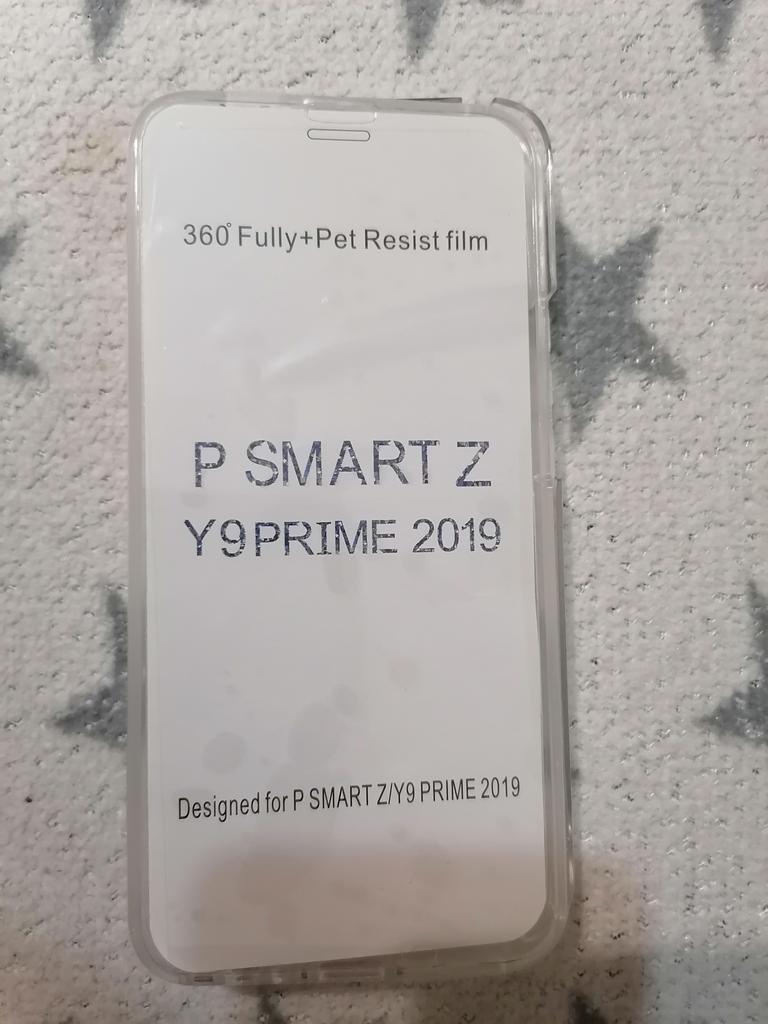 360° Fully+Pet Resist film
P SMART Z
Y9 PRIME 2019
Designed for P SMART Z/Y9 PRIME 2019